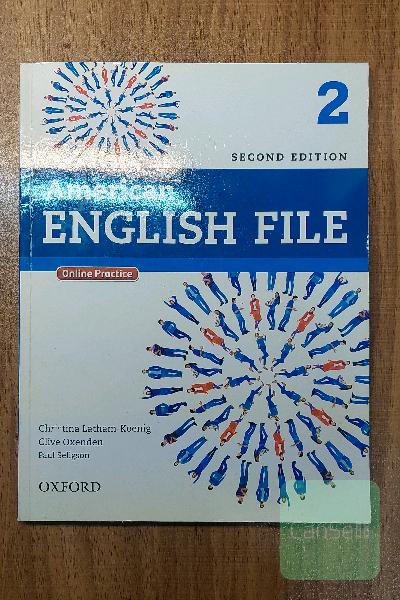 2
SECOND EDITION
American
ENGLISH FILE
Online Practice
Christina Latham-Koenig
Clive Oxenden
Paul Seligson
OXFORD